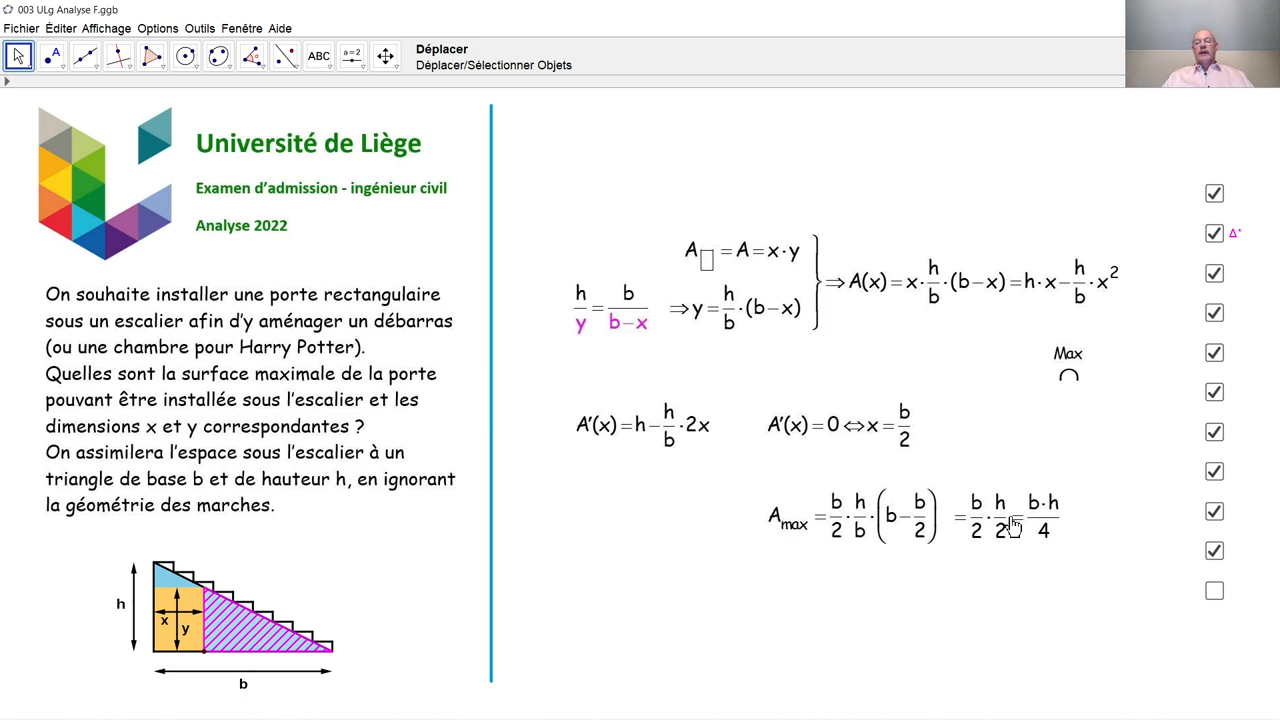 003 ULg Analyse F.ggb
Fichier Éditer Affichage Options Outils Fenêtre Aide
A
ABC
a=2
Déplacer
Déplacer/Sélectionner Objets
Université de Liège
Examen d'admission - ingénieur civil
Analyse 2022
On souhaite installer une porte rectangulaire
sous un escalier afin d'y aménager un débarras
(ou une chambre pour Harry Potter).
Quelles sont la surface maximale de la porte
pouvant être installée sous l'escalier et les
dimensions x et y correspondantes ?
On assimilera l'espace sous l'escalier à un
triangle de base b et de hauteur h, en ignorant
la géométrie des marches.
h
x
y
b
A▯ = A = x · y
h/y = b/(b−x) ⇒ y = h/b · (b−x)
⇒ A(x) = x · h/b · (b−x) = h · x − h/b · x²
Max
A'(x) = h − h/b · 2x
A'(x) = 0 ⇔ x = b/2
Amax = b/2 · h/b · (b − b/2) = b/2 · h/2 = b·h/4
Δ'